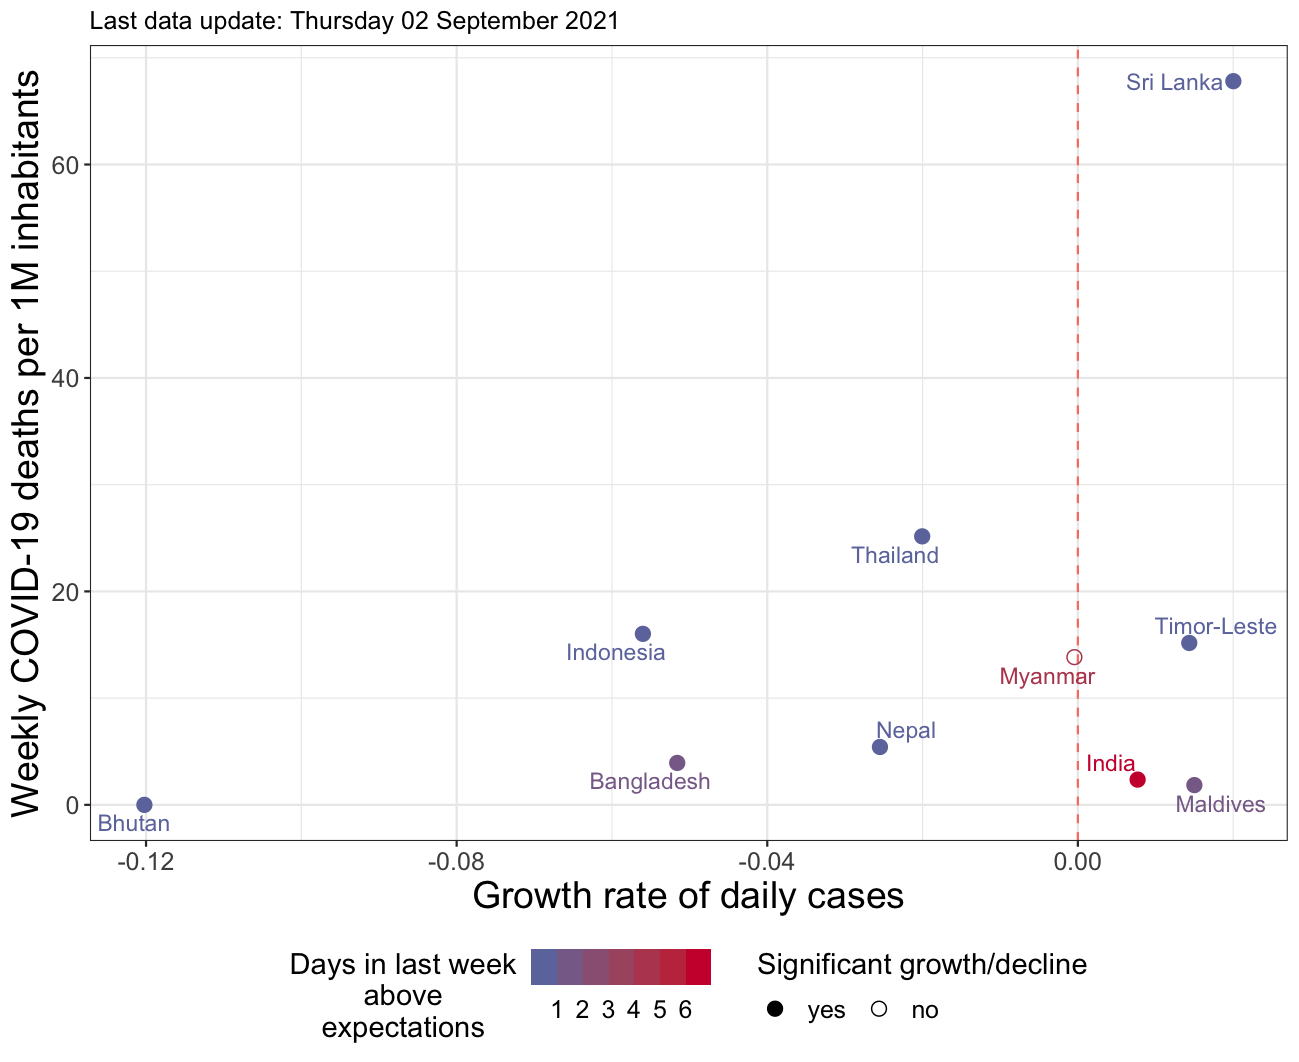 Last data update: Thursday 02 September 2021
Weekly COVID-19 deaths per 1M inhabitants
60
40
20
0
Sri Lanka
Thailand
Timor-Leste
Indonesia
Myanmar
Nepal
India
Bangladesh
Maldives
Bhutan
-0.12
-0.08
-0.04
0.00
Growth rate of daily cases
Days in last week
above
expectations
1 2 3 4 5 6
Significant growth/decline
yes
no